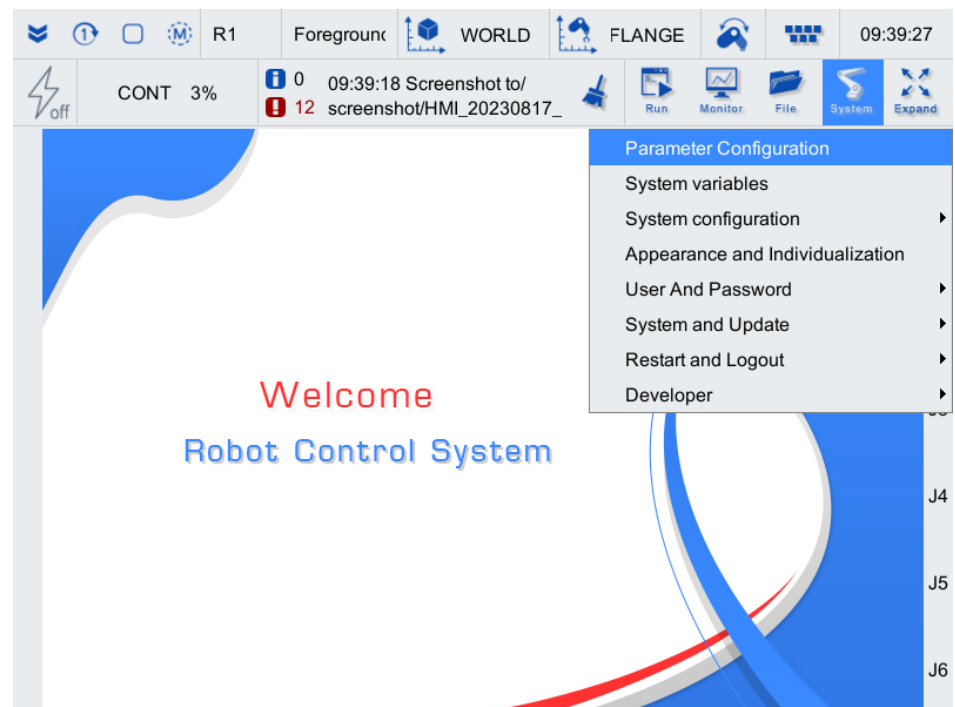 R1
Foregrounc
WORLD
FLANGE
09:39:27
off
CONT 3%
0
12
09:39:18 Screenshot to/
screenshot/HMI_20230817_
Run
Monitor
File
System
Expand
Parameter Configuration
System variables
System configuration
Appearance and Individualization
User And Password
System and Update
Restart and Logout
Developer
Welcome
Robot Control System
J4
J5
J6